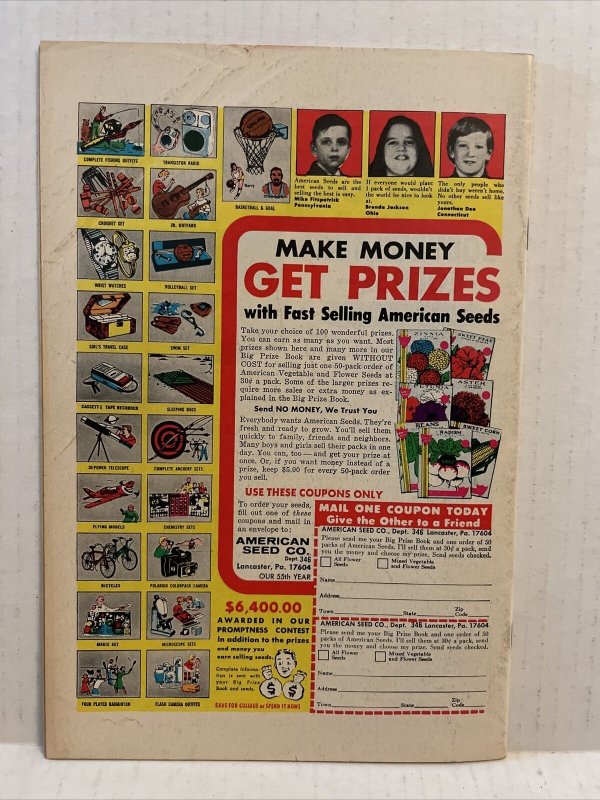 COMPLETE FISHING OUTFITS
TRANSISTOR RADIO
CROQUET SET
JR. GUITARS
BASKETBALL & GOAL
WRIST WATCHES
VOLLEYBALL SET
GIRL'S TRAVEL CASE
SWIM SET
CASSETTE TAPE RECORDER
SLEEPING BAGS
30-POWER TELESCOPE
COMPLETE ARCHERY SETS
FLYING MODELS
CHEMISTRY SETS
BICYCLES
POLAROID COLORPACK CAMERA
MAGIC SET
MICROSCOPE SETS
FOUR PLAYER BADMINTON
FLASH CAMERA OUTFITS
American Seeds are the
best seeds to sell and
selling the best is easy.
Mike Fitzpatrick
Pennsylvania
If everyone would plant
1 pack of seeds, wouldn't
the world be nice to look
at.
Brenda Jackson
Ohio
The only people who
didn't buy weren't home.
No other seeds sell like
yours.
Jonathan Doe
Connecticut
MAKE MONEY
GET PRIZES
with Fast Selling American Seeds
Take your choice of 100 wonderful prizes.
You can earn as many as you want. Most
prizes shown here and many more in our
Big Prize Book are given WITHOUT
COST for selling just one 50-pack order of
American Vegetable and Flower Seeds at
30¢ a pack. Some of the larger prizes re-
quire more sales or extra money as ex-
plained in the Big Prize Book.
Send NO MONEY, We Trust You
Everybody wants American Seeds. They're
fresh and ready to grow. You'll sell them
quickly to family, friends and neighbors.
Many boys and girls sell their packs in one
day. You can, too — and get your prize at
once. Or, if you want money instead of a
prize, keep $5.00 for every 50-pack order
you sell.
ZINNIA
SWEET PEAS
PETUNIA
ASTER
BEANS
RADISH
SWEET CORN
USE THESE COUPONS ONLY
To order your seeds,
fill out one of these
coupons and mail in
an envelope to:
AMERICAN
SEED CO.
Dept 346
Lancaster, Pa. 17604
OUR 55th YEAR
$6,400.00
AWARDED IN OUR
PROMPTNESS CONTEST
in addition to the prizes
and money you
earn selling seeds.
Complete informa-
tion is sent with
your Big Prize
Book and seeds.
$ $
SAVE FOR COLLEGE or SPEND IT NOW!
MAIL ONE COUPON TODAY
Give the Other to a Friend
AMERICAN SEED CO., Dept. 346 Lancaster, Pa. 17604
Please send me your Big Prize Book and one order of 50
packs of American Seeds. I'll sell them at 30¢ a pack, send
you the money and choose my prize. Send seeds checked.
All Flower Seeds
Mixed Vegetable and Flower Seeds
Name
Address
Town State Zip Code
AMERICAN SEED CO., Dept. 346 Lancaster, Pa. 17604
Please send me your Big Prize Book and one order of 50
packs of American Seeds. I'll sell them at 30¢ a pack, send
you the money and choose my prize. Send seeds checked.
All Flower Seeds
Mixed Vegetable and Flower Seeds
Name
Address
Town State Zip Code